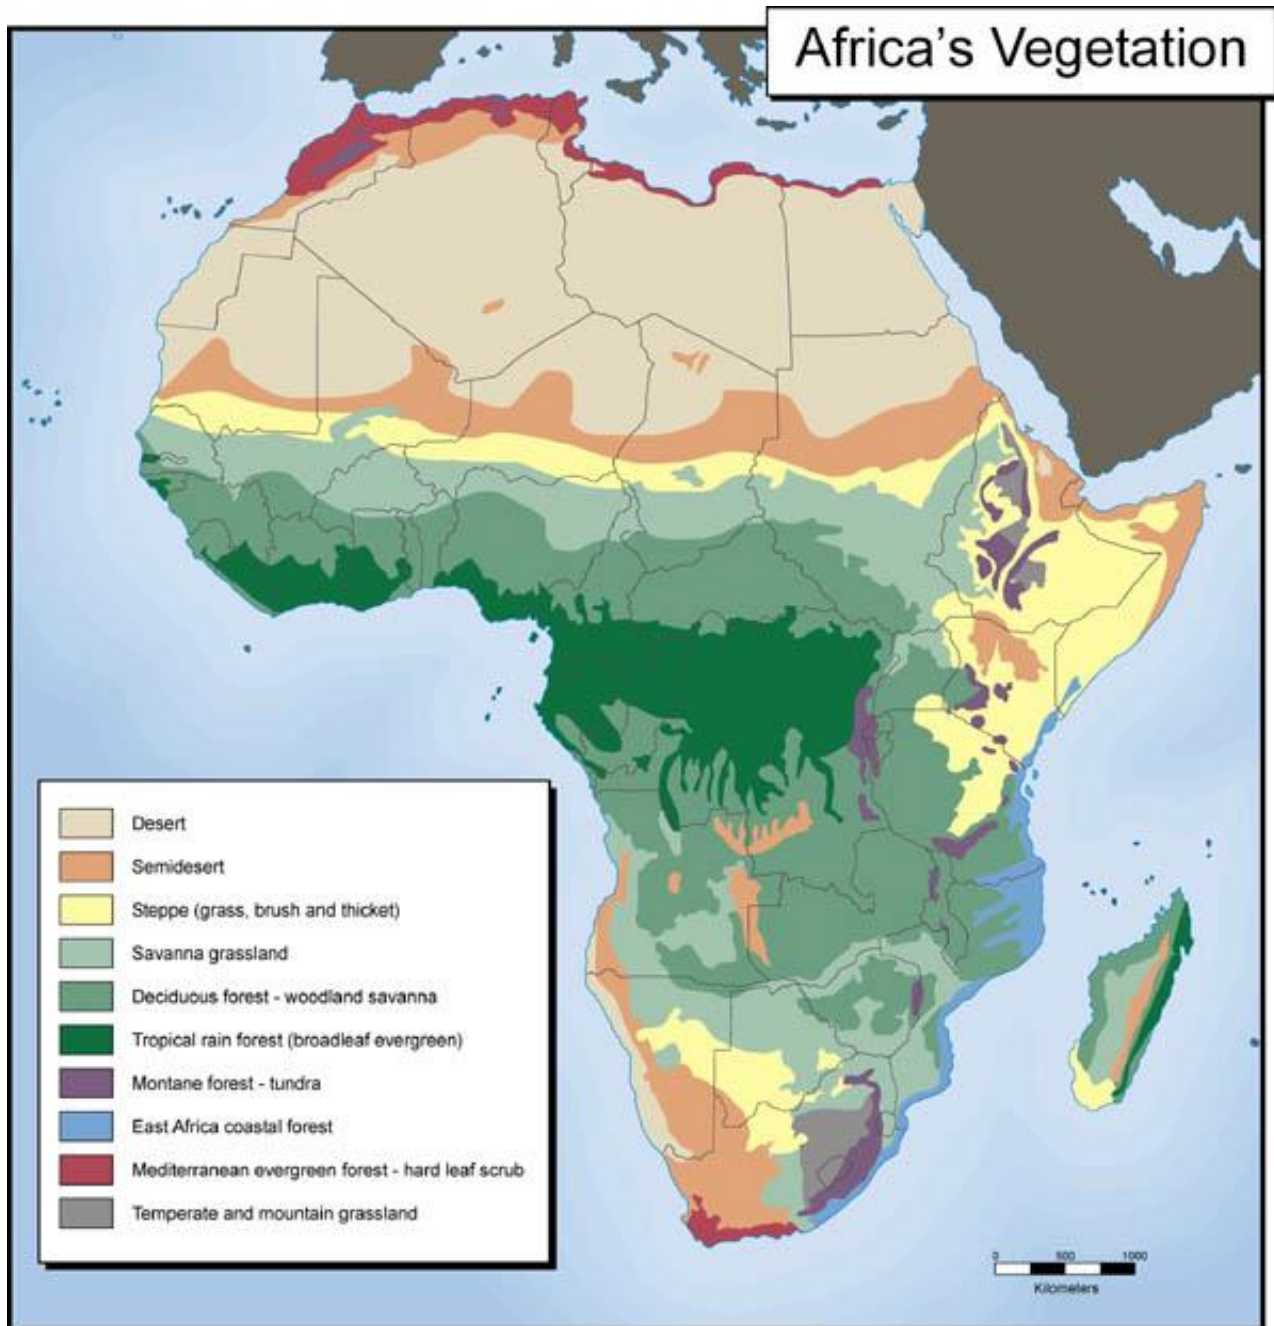 Africa's Vegetation
Desert
Semidesert
Steppe (grass, brush and thicket)
Savanna grassland
Deciduous forest - woodland savanna
Tropical rain forest (broadleaf evergreen)
Montane forest - tundra
East Africa coastal forest
Mediterranean evergreen forest - hard leaf scrub
Temperate and mountain grassland
0 500 1000
Kilometers